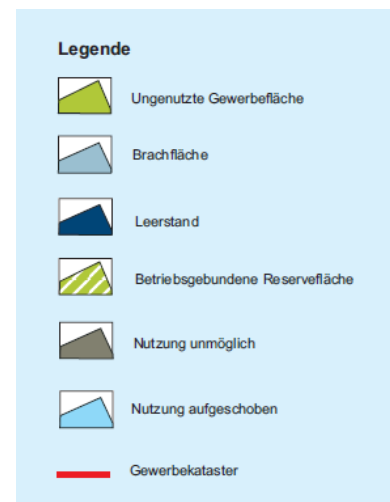 Legende
Ungenutzte Gewerbefläche
Brachfläche
Leerstand
Betriebsgebundene Reservefläche
Nutzung unmöglich
Nutzung aufgeschoben
Gewerbekataster